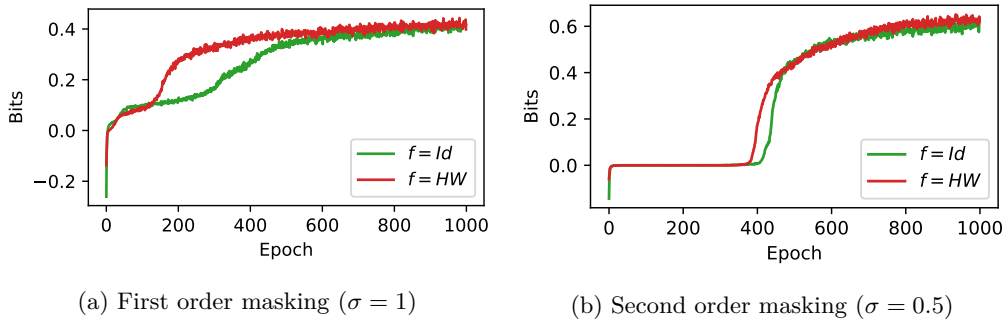 0.4
0.2
0.0
−0.2
Bits
0 200 400 600 800 1000
Epoch
f = Id
f = HW
(a) First order masking (σ = 1)
0.6
0.4
0.2
0.0
Bits
0 200 400 600 800 1000
Epoch
f = Id
f = HW
(b) Second order masking (σ = 0.5)